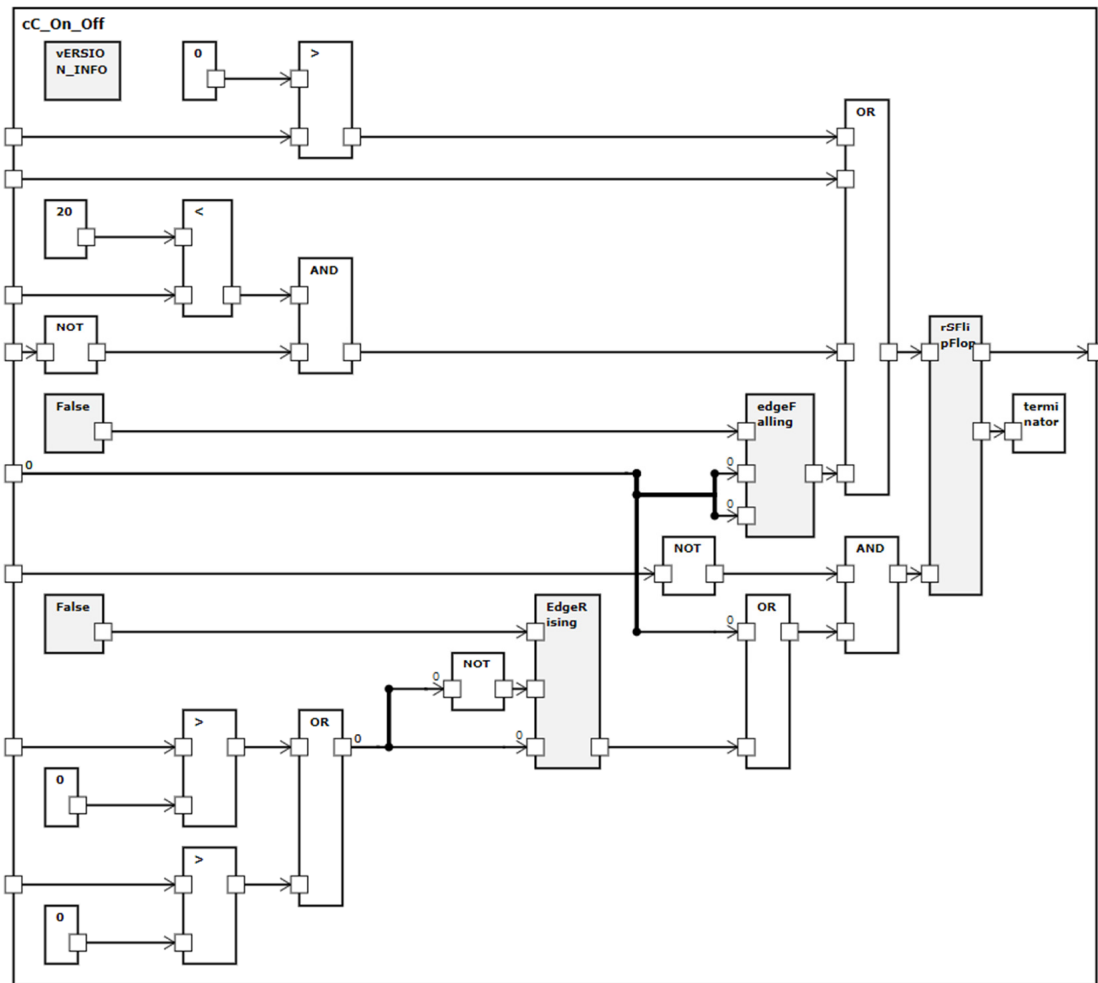 cC_On_Off
vERSIO
N_INFO
0
>
OR
20
<
AND
NOT
rSFli
pFlop
False
edgeF
alling
termi
nator
0
0
0
NOT
AND
False
EdgeR
ising
OR
0
NOT
0
>
OR
0
0
0
>
0